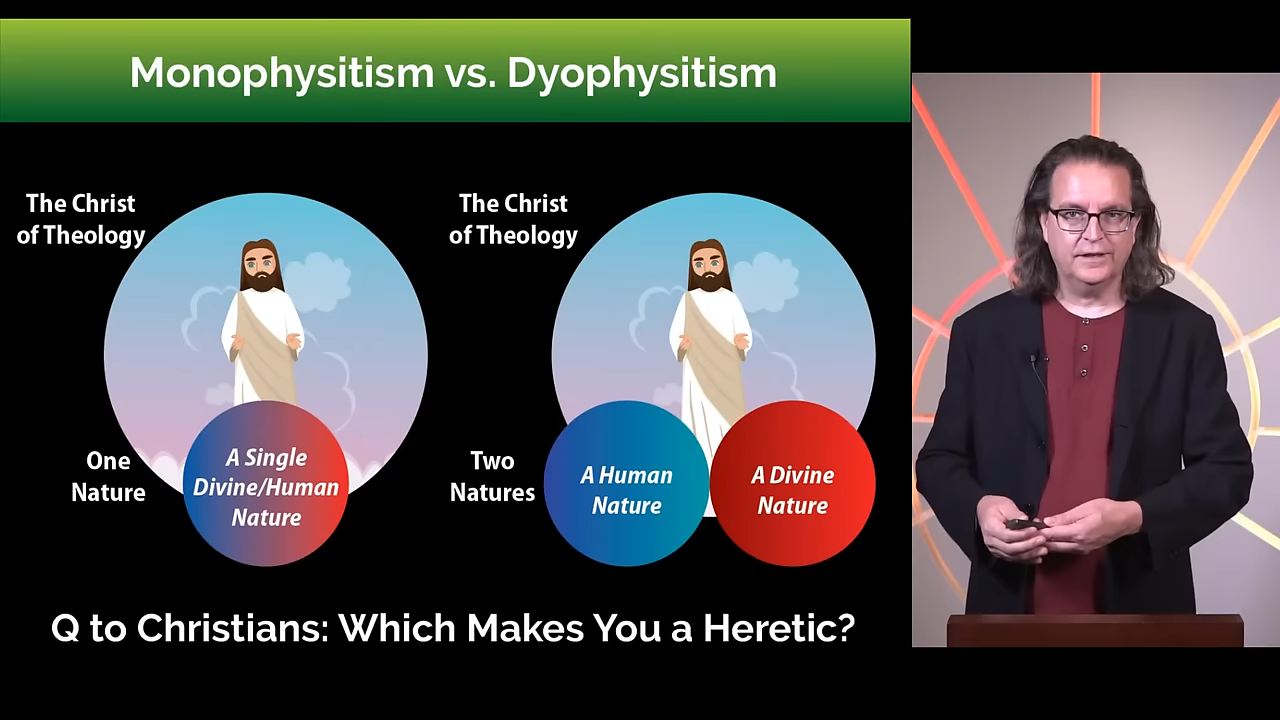 Monophysitism vs. Dyophysitism
The Christ
of Theology
One
Nature
A Single
Divine/Human
Nature
The Christ
of Theology
Two
Natures
A Human
Nature
A Divine
Nature
Q to Christians: Which Makes You a Heretic?